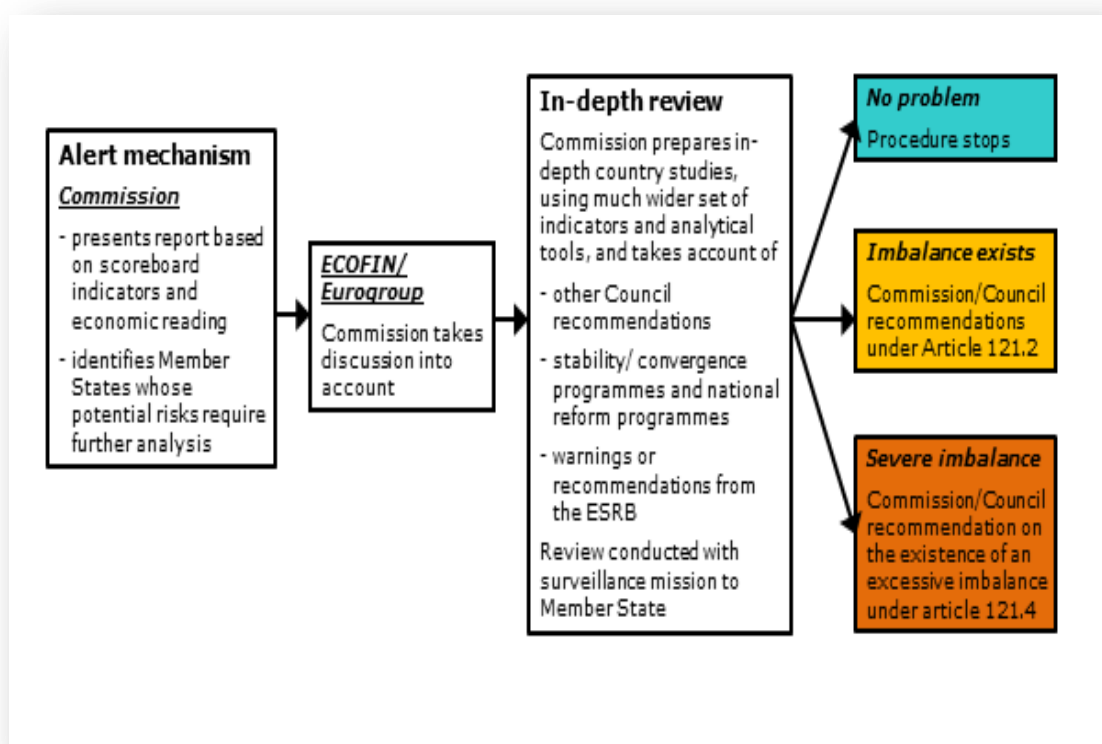 Alert mechanism
Commission
- presents report based
on scoreboard
indicators and
economic reading
- identifies Member
States whose
potential risks require
further analysis
ECOFIN/
Eurogroup
Commission takes
discussion into
account
In-depth review
Commission prepares in-
depth country studies,
using much wider set of
indicators and analytical
tools, and takes account of
- other Council
recommendations
- stability/ convergence
programmes and national
reform programmes
- warnings or
recommendations from
the ESRB
Review conducted with
surveillance mission to
Member State
No problem
Procedure stops
Imbalance exists
Commission/Council
recommendations
under Article 121.2
Severe imbalance
Commission/Council
recommendation on
the existence of an
excessive imbalance
under article 121.4